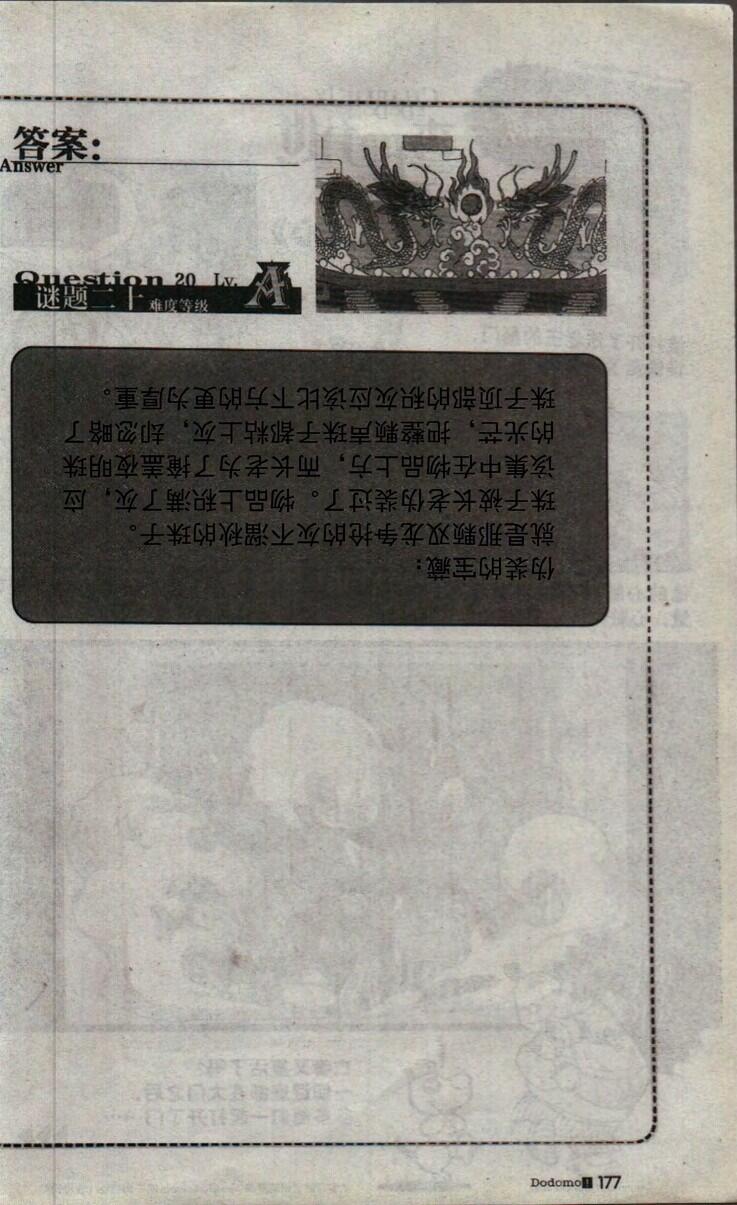 答案:
Answer
Question 20 Lv. A
谜题二十 难度等级
伪装的宝藏：
就是那颗双龙争抢的灰不溜秋的珠子。
珠子被长老伪装过了。物品上积满了灰，应
该集中在物品上方，而长老为了掩盖夜明珠
的光芒，把整颗声珠子都粘上灰，却忽略了
珠子顶部的积灰应该比下方的更为厚重。
Dodomo! 177